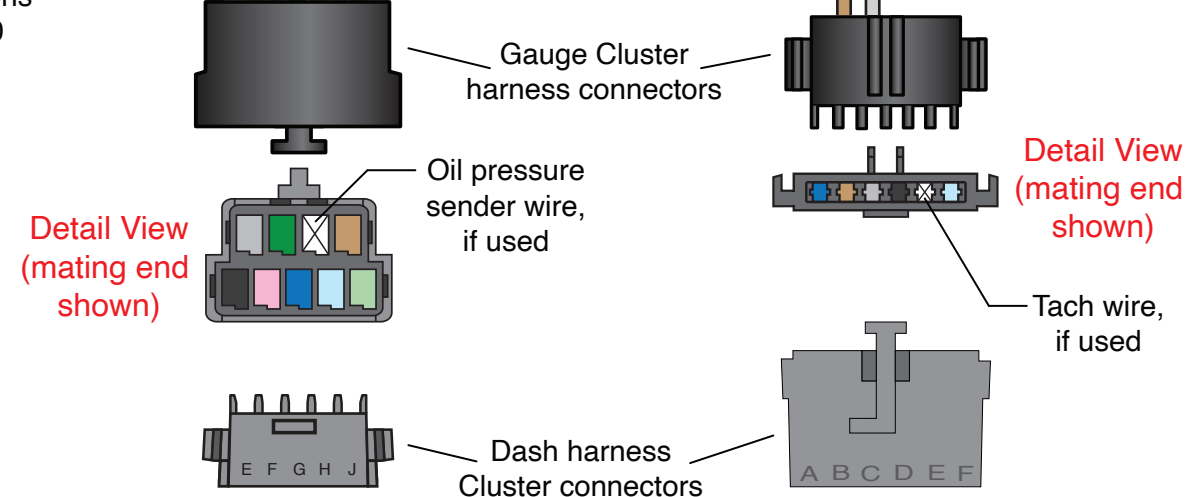 Gauge Cluster
harness connectors
Oil pressure
sender wire,
if used
Detail View
(mating end
shown)
Detail View
(mating end
shown)
Tach wire,
if used
E F G H J
Dash harness
Cluster connectors
A B C D E F